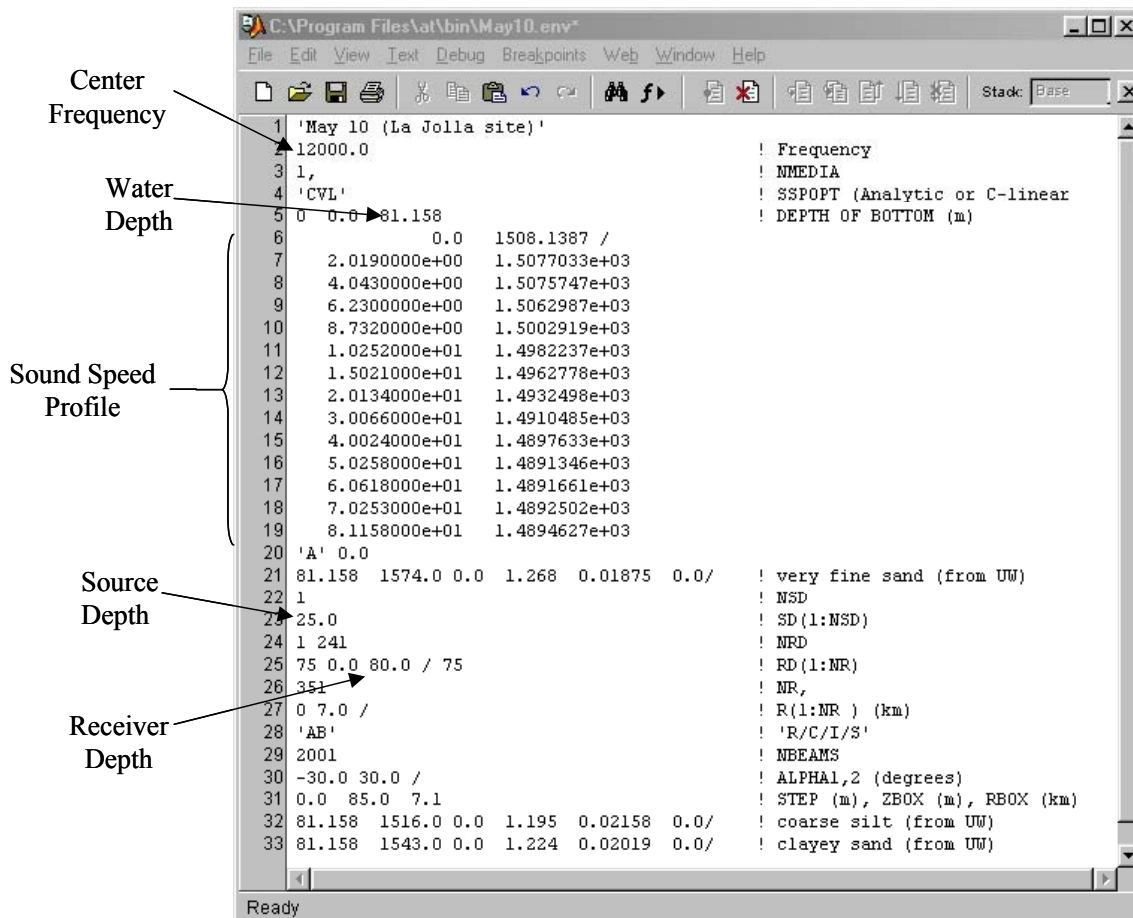 C:\Program Files\at\bin\May10.env*
File Edit View Text Debug Breakpoints Web Window Help
Stack: Base
Center
Frequency
Water
Depth
Sound Speed
Profile
Source
Depth
Receiver
Depth
1 'May 10 (La Jolla site)'
2 12000.0 ! Frequency
3 1, ! NMEDIA
4 'CVL' ! SSPOPT (Analytic or C-linear
5 0 0.0 81.158 ! DEPTH OF BOTTOM (m)
6 0.0 1508.1387 /
7 2.0190000e+00 1.5077033e+03
8 4.0430000e+00 1.5075747e+03
9 6.2300000e+00 1.5062987e+03
10 8.7320000e+00 1.5002919e+03
11 1.0252000e+01 1.4982237e+03
12 1.5021000e+01 1.4962778e+03
13 2.0134000e+01 1.4932498e+03
14 3.0066000e+01 1.4910485e+03
15 4.0024000e+01 1.4897633e+03
16 5.0258000e+01 1.4891346e+03
17 6.0618000e+01 1.4891661e+03
18 7.0253000e+01 1.4892502e+03
19 8.1158000e+01 1.4894627e+03
20 'A' 0.0
21 81.158 1574.0 0.0 1.268 0.01875 0.0/ ! very fine sand (from UW)
22 1 ! NSD
23 25.0 ! SD(1:NSD)
24 1 241 ! NRD
25 75 0.0 80.0 / 75 ! RD(1:NR)
26 351 ! NR,
27 0 7.0 / ! R(1:NR ) (km)
28 'AB' ! 'R/C/I/S'
29 2001 ! NBEAMS
30 -30.0 30.0 / ! ALPHA1,2 (degrees)
31 0.0 85.0 7.1 ! STEP (m), ZBOX (m), RBOX (km)
32 81.158 1516.0 0.0 1.195 0.02158 0.0/ ! coarse silt (from UW)
33 81.158 1543.0 0.0 1.224 0.02019 0.0/ ! clayey sand (from UW)
Ready